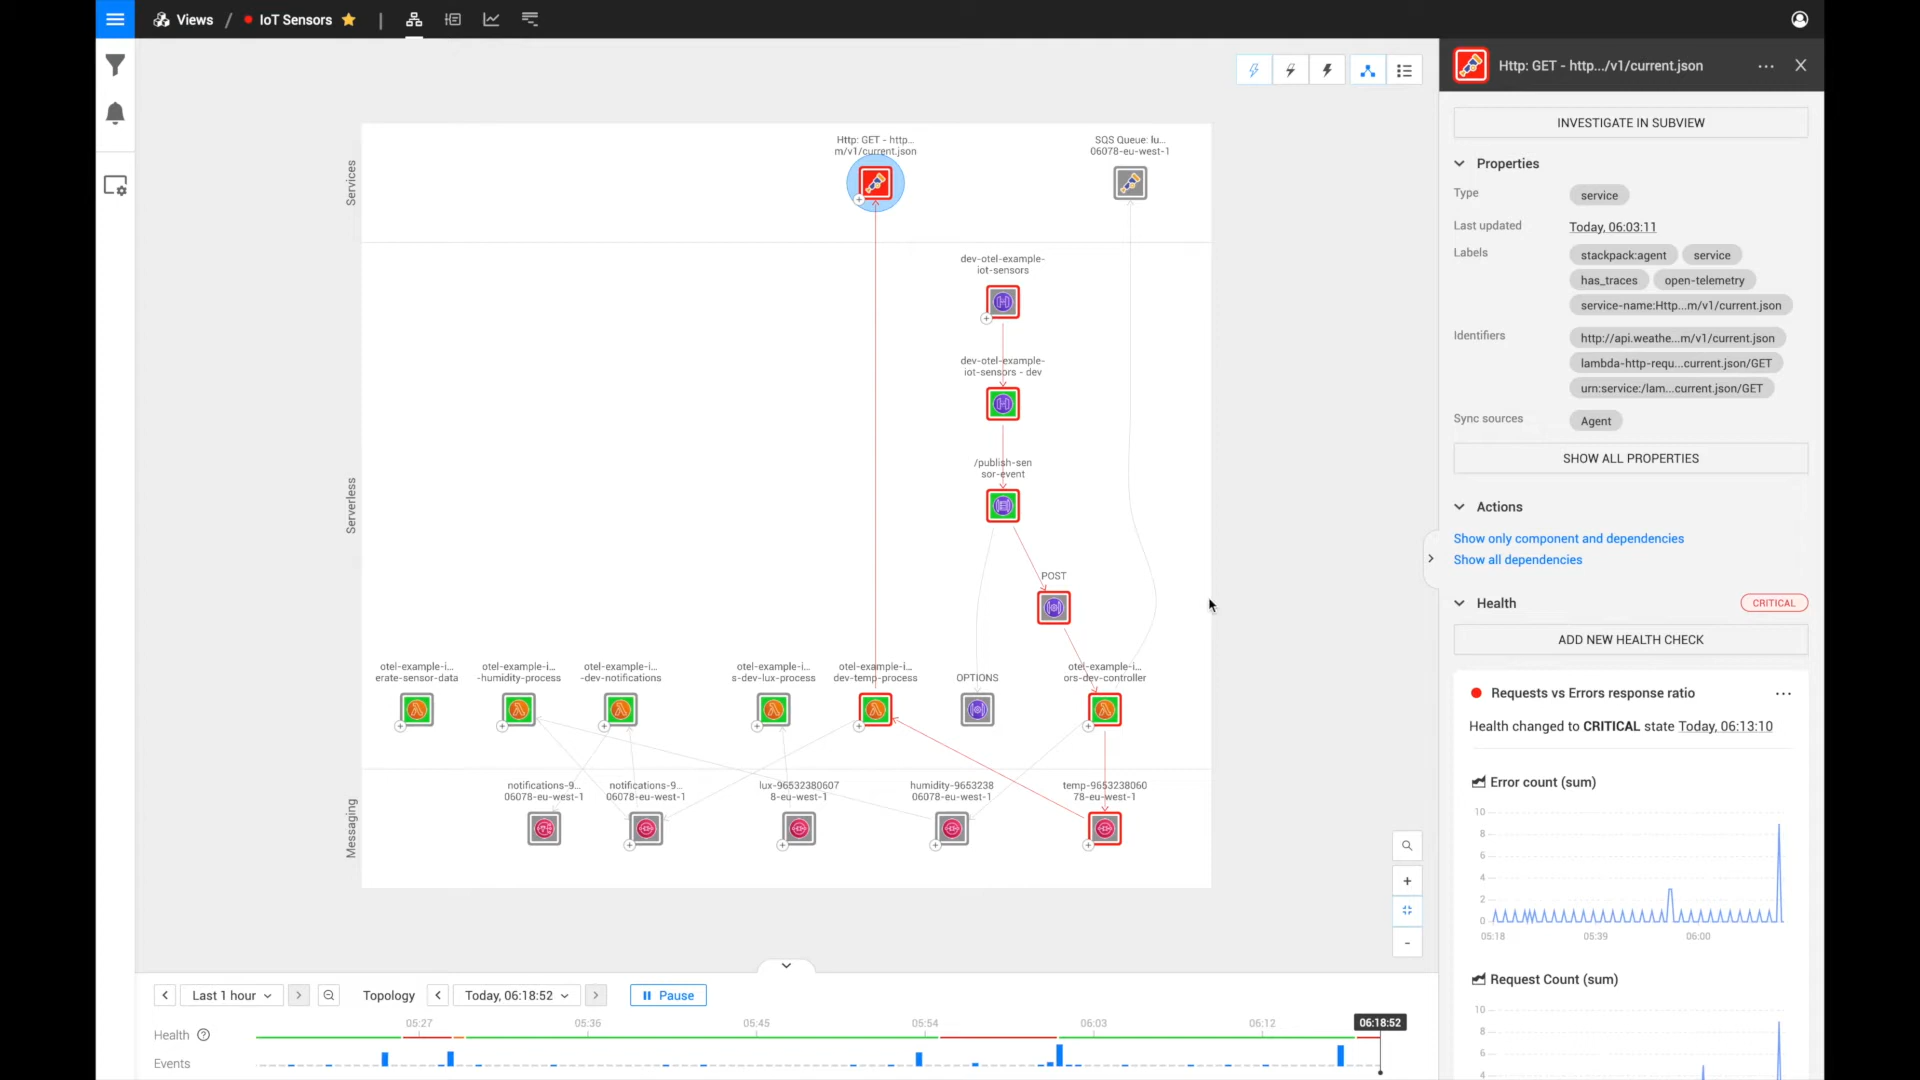 Views / IoT Sensors
Http: GET - http.../v1/current.json
INVESTIGATE IN SUBVIEW
Properties
Type
service
Last updated
Today, 06:03:11
Labels
stackpack:agent
service
has_traces
open-telemetry
service-name:Http...m/v1/current.json
Identifiers
http://api.weathe...m/v1/current.json
lambda-http-requ...current.json/GET
urn:service:/lam...current.json/GET
Sync sources
Agent
SHOW ALL PROPERTIES
Actions
Show only component and dependencies
Show all dependencies
Health
CRITICAL
ADD NEW HEALTH CHECK
Requests vs Errors response ratio
Health changed to CRITICAL state Today, 06:13:10
Error count (sum)
10
8
6
4
2
0
05:18
05:39
06:00
Request Count (sum)
10
8
6
4
Services
Http: GET - http...
m/v1/current.json
SQS Queue: lu...
06078-eu-west-1
Serverless
dev-otel-example-
iot-sensors
dev-otel-example-
iot-sensors - dev
/publish-sen
sor-event
POST
otel-example-i...
erate-sensor-data
otel-example-i...
-humidity-process
otel-example-i...
-dev-notifications
otel-example-i...
s-dev-lux-process
otel-example-i...
dev-temp-process
OPTIONS
otel-example-i...
ors-dev-controller
Messaging
notifications-9...
06078-eu-west-1
notifications-9...
06078-eu-west-1
lux-96532380607
8-eu-west-1
humidity-9653238
06078-eu-west-1
temp-9653238060
78-eu-west-1
Last 1 hour
Topology
Today, 06:18:52
Pause
05:27
05:36
05:45
05:54
06:03
06:12
06:18:52
Health
Events